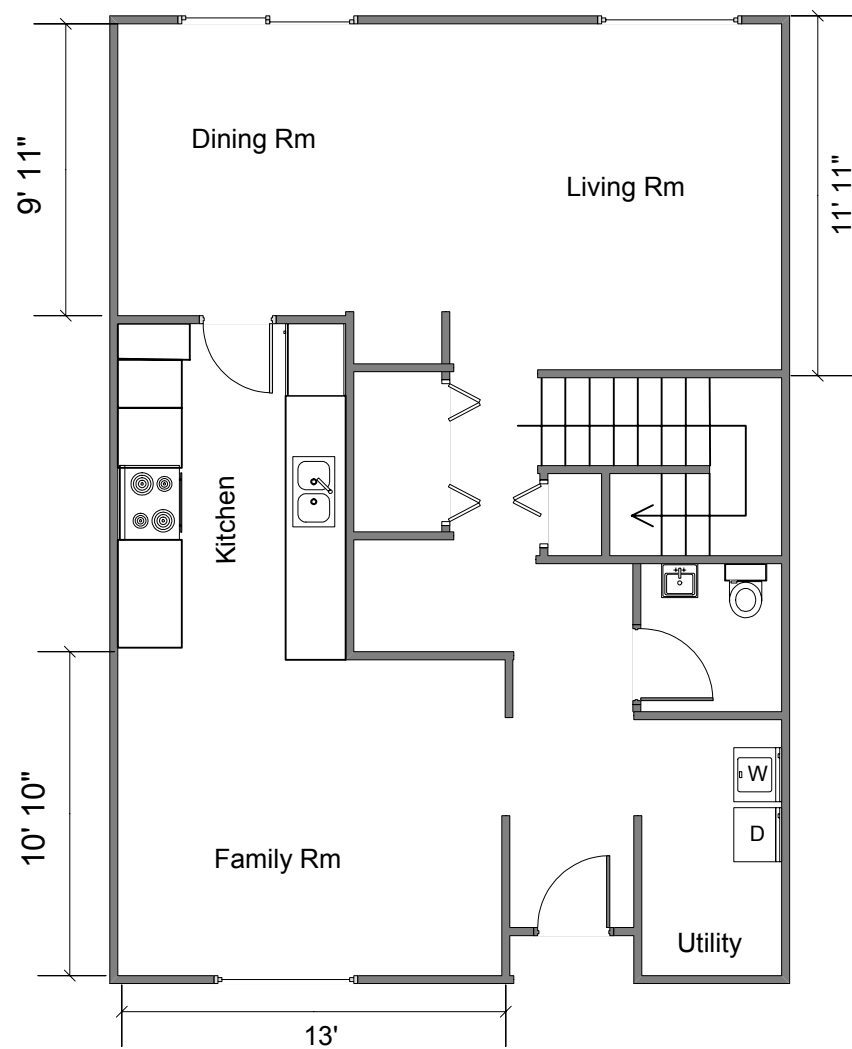 Dining Rm
Living Rm
9' 11"
11' 11"
Kitchen
W
D
10' 10"
Family Rm
Utility
13'